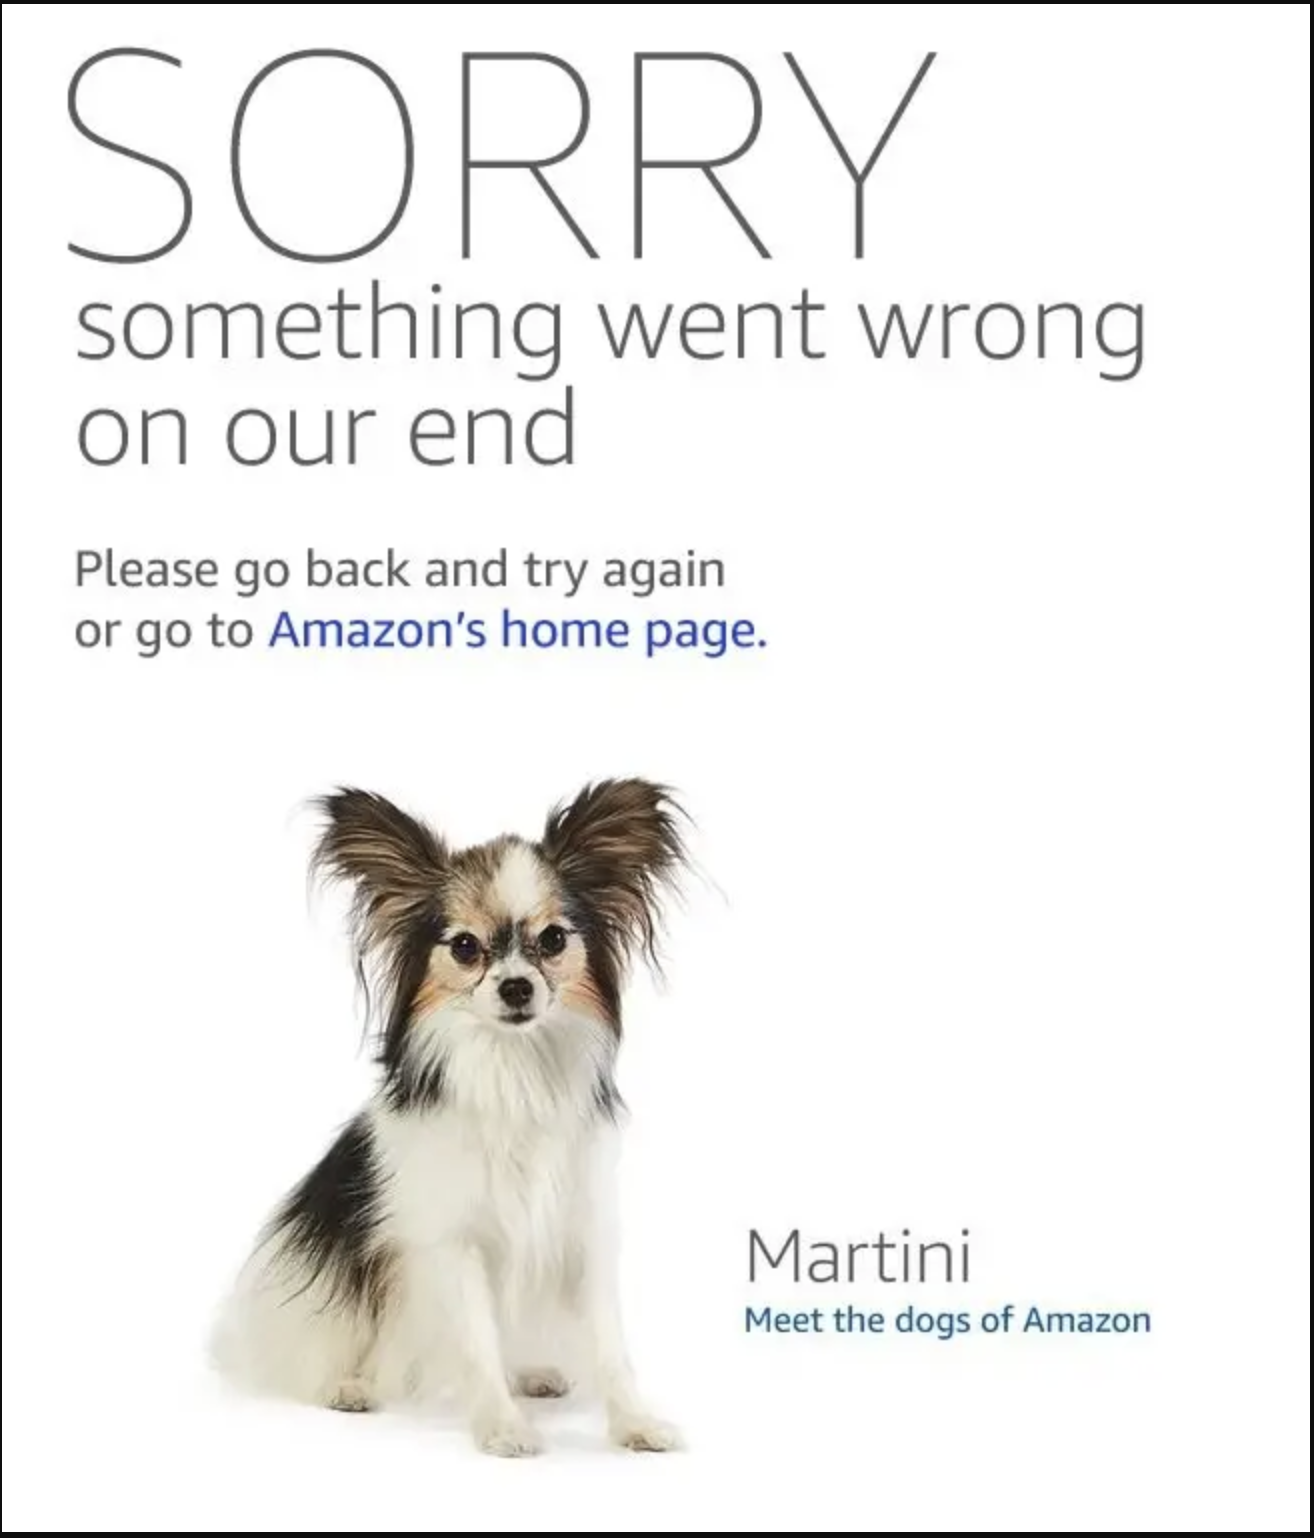 SORRY
something went wrong
on our end
Please go back and try again
or go to Amazon’s home page.
Martini
Meet the dogs of Amazon